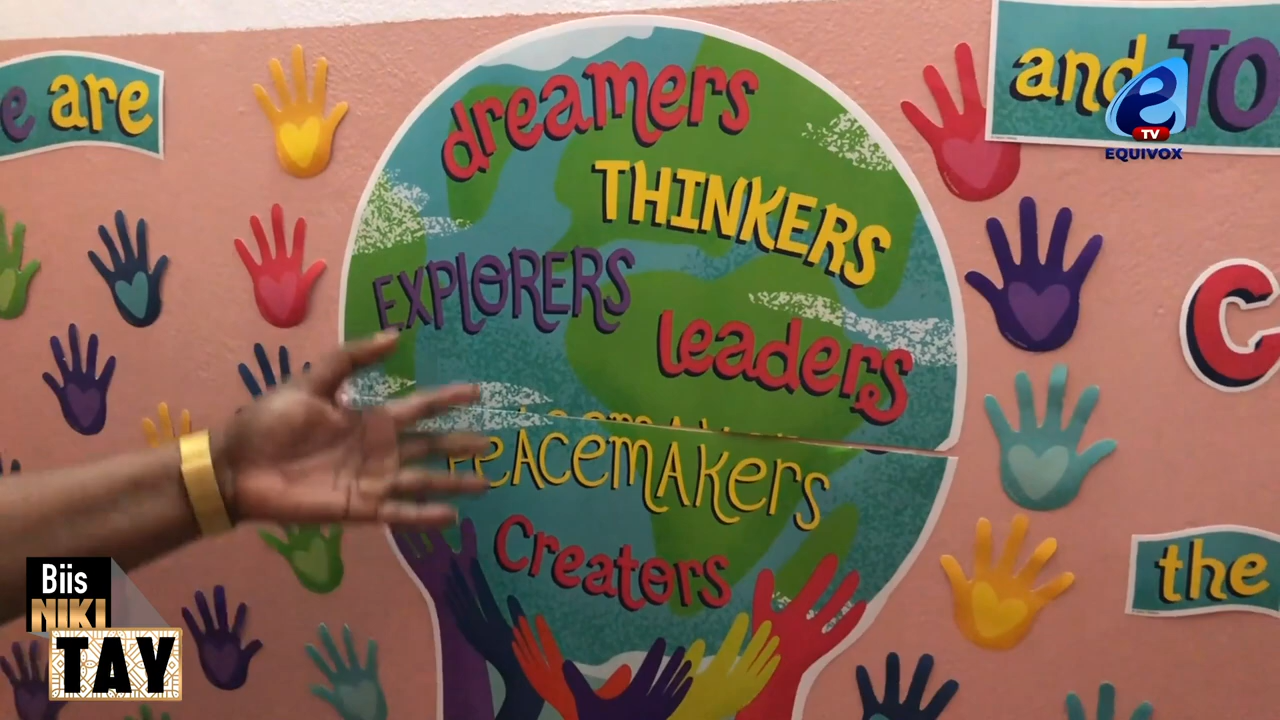 e are
dreamers
THINKERS
EXPLORERS
leaders
PEACEMAKERS
Creators
and TO
C
the
e
TV
EQUIVOX
Biis
NIKI
TAY